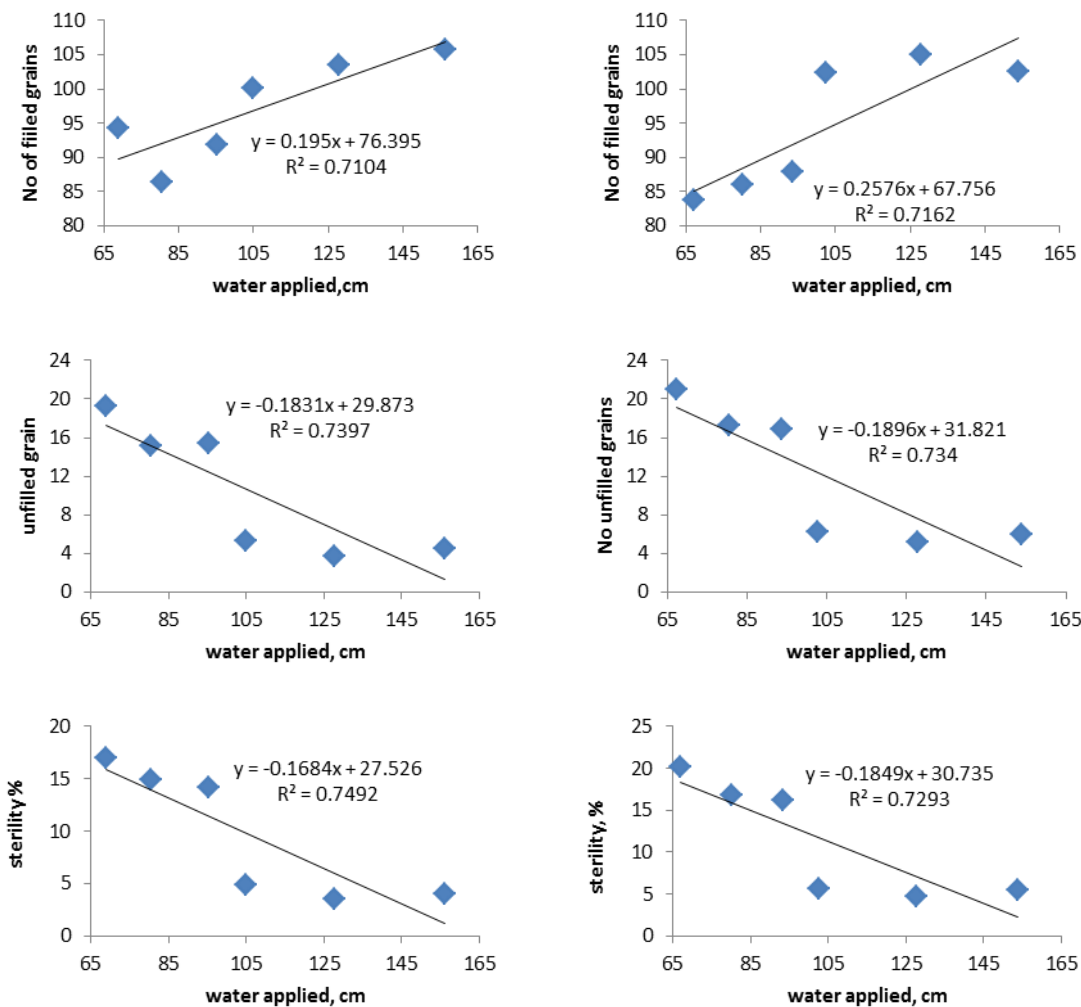 110
105
100
95
90
85
80
No of fiilled grains
y = 0.195x + 76.395
R² = 0.7104
65 85 105 125 145 165
water applied,cm
110
105
100
95
90
85
80
No of filled grains
y = 0.2576x + 67.756
R² = 0.7162
65 85 105 125 145 165
water applied, cm
24
20
16
12
8
4
0
unfilled grain
y = -0.1831x + 29.873
R² = 0.7397
65 85 105 125 145 165
water applied, cm
24
20
16
12
8
4
0
No unfilled grains
y = -0.1896x + 31.821
R² = 0.734
65 85 105 125 145 165
water applied, cm
20
15
10
5
0
sterility%
y = -0.1684x + 27.526
R² = 0.7492
65 85 105 125 145 165
water applied, cm
25
20
15
10
5
0
sterility, %
y = -0.1849x + 30.735
R² = 0.7293
65 85 105 125 145 165
water applied, cm